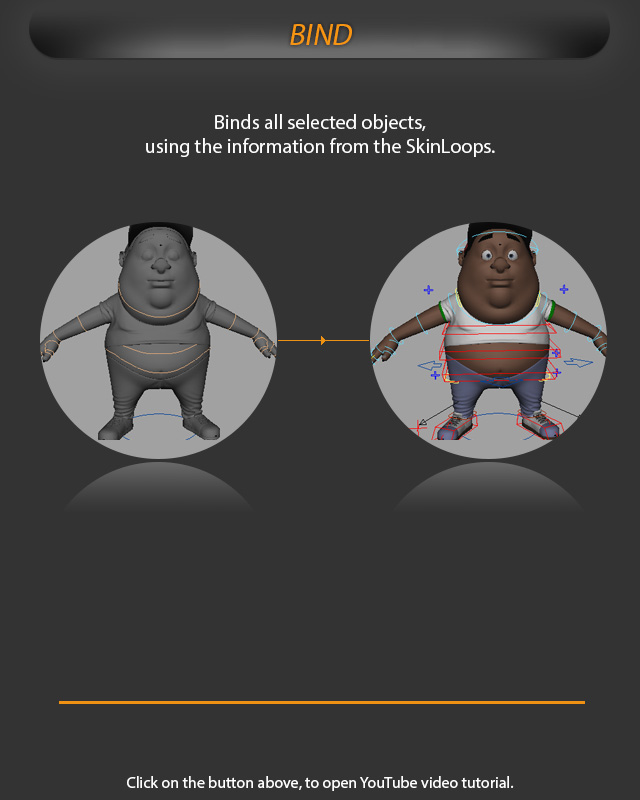 BIND
Binds all selected objects,
using the information from the SkinLoops.
Click on the button above, to open YouTube video tutorial.